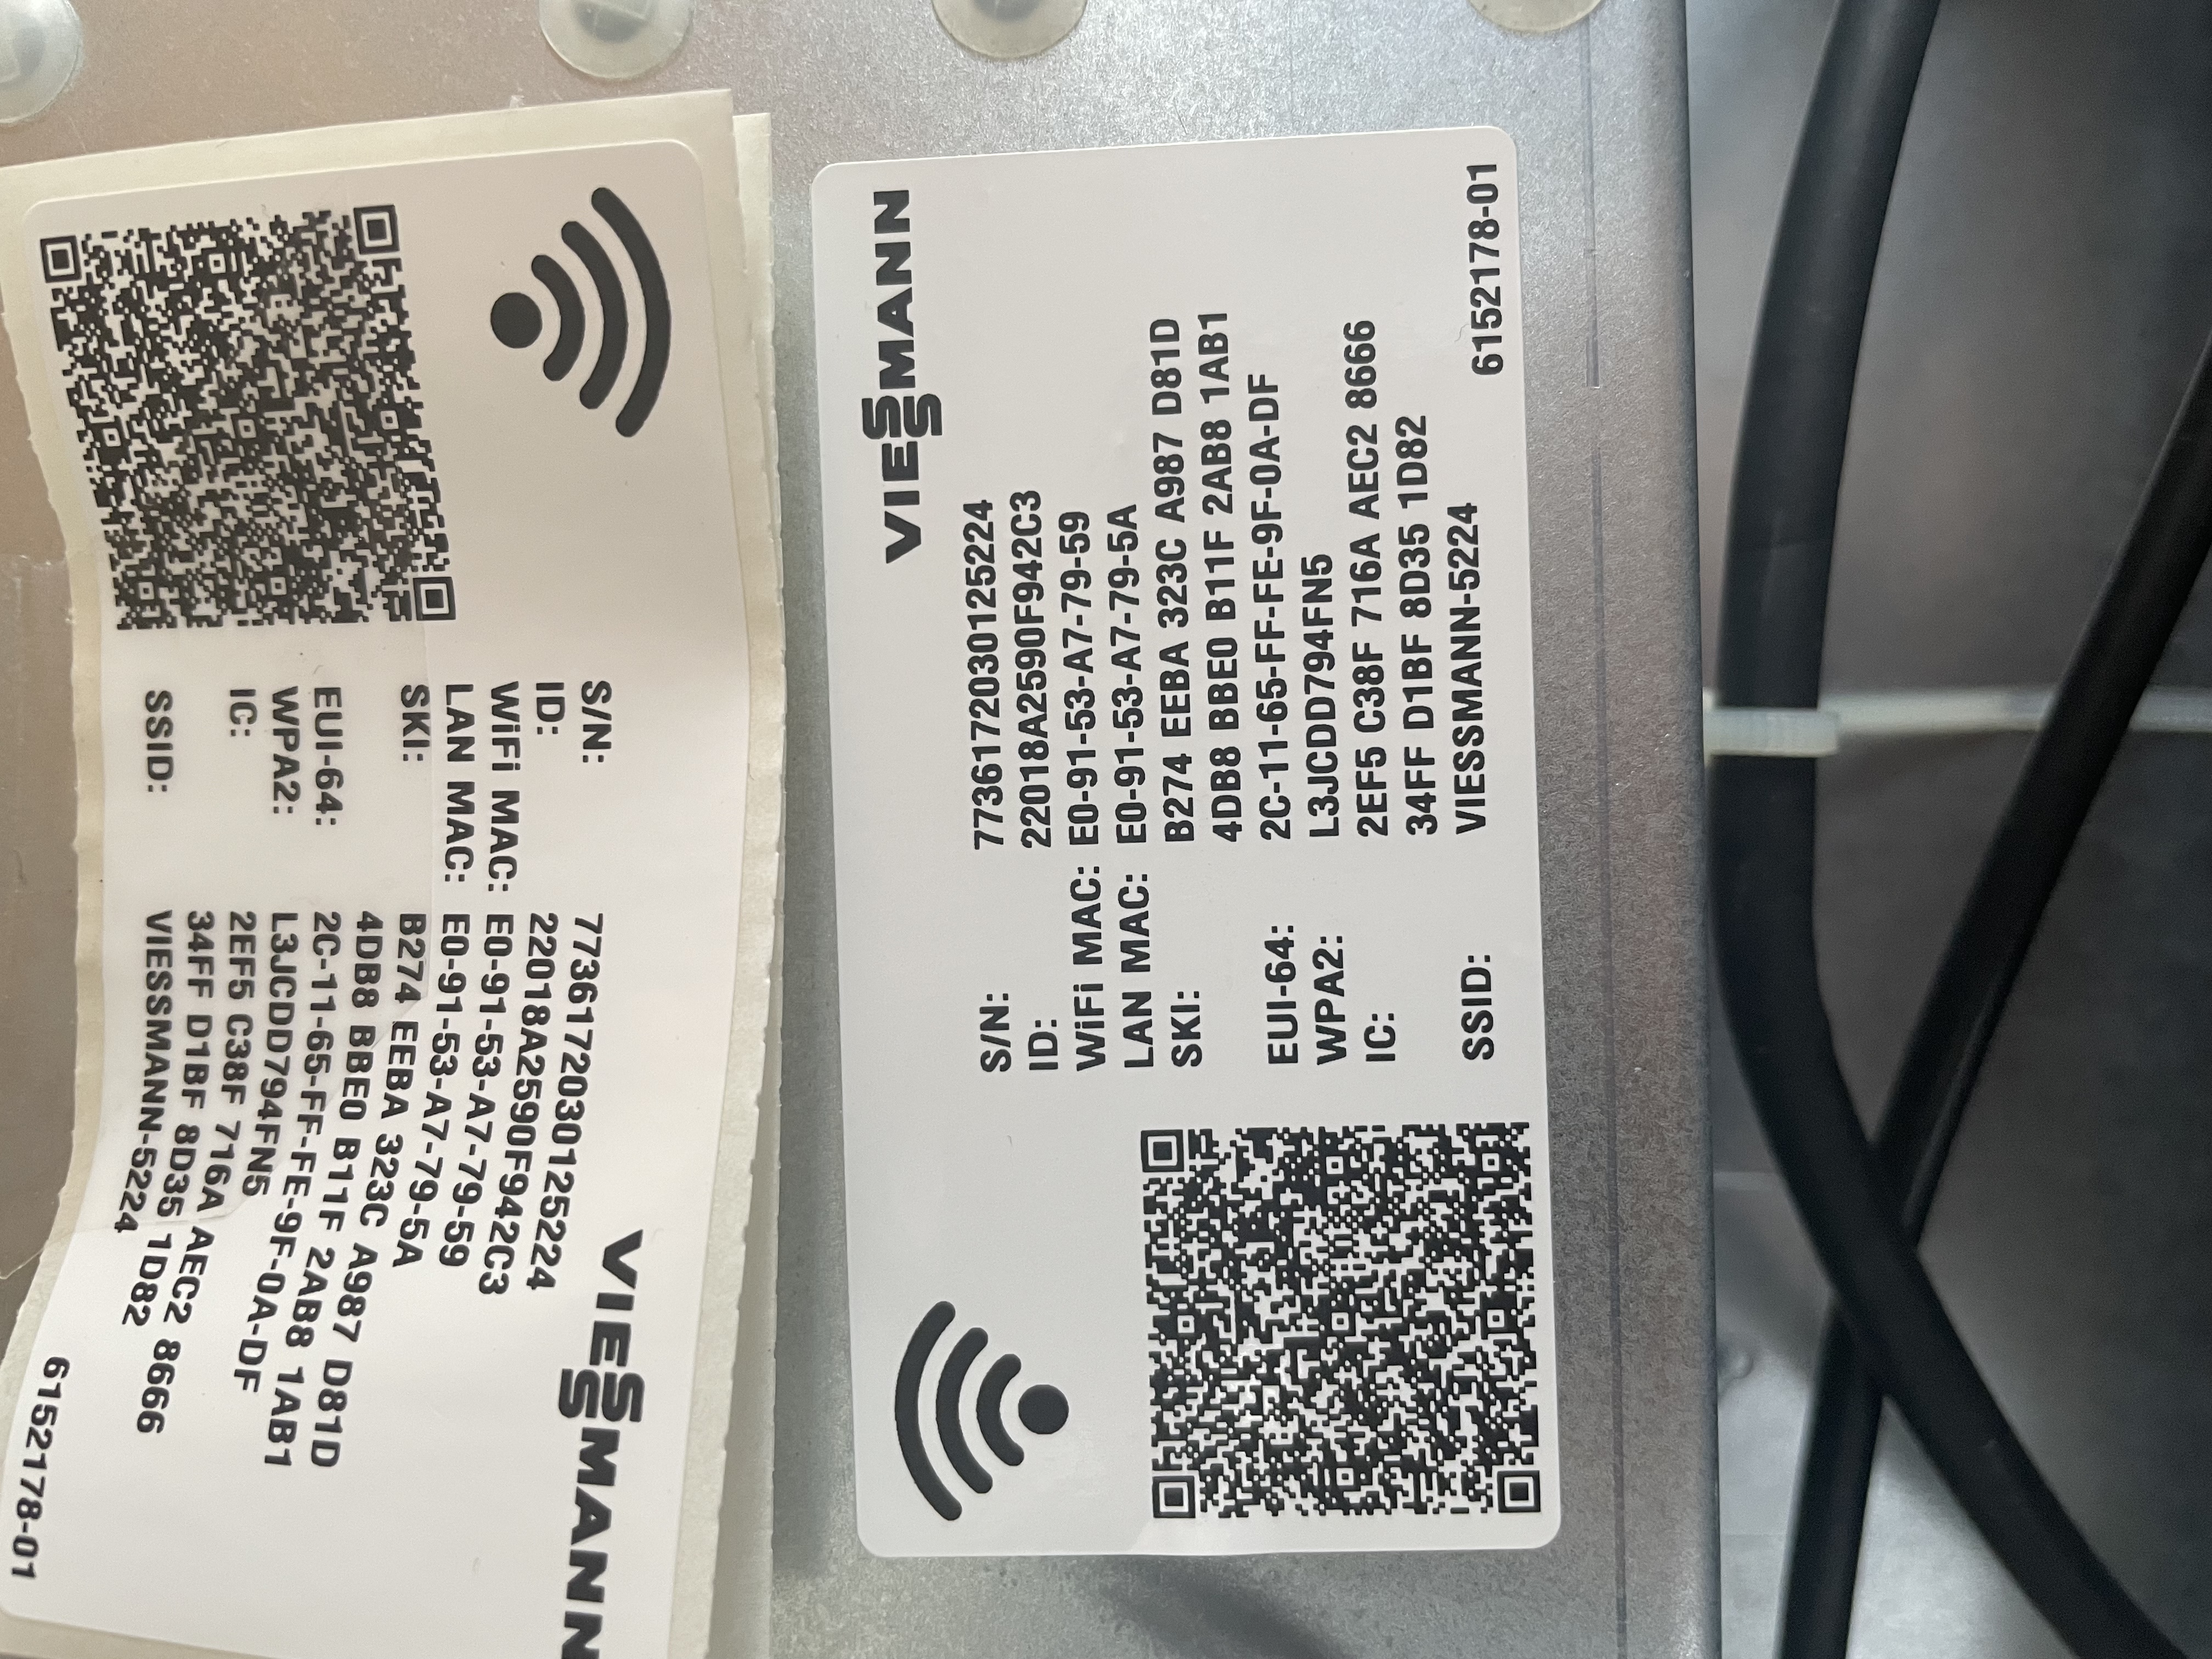 VIESSMANN
S/N: 7736172030125224
ID: 22018A2590F942C3
WiFi MAC: E0-91-53-A7-79-59
LAN MAC: E0-91-53-A7-79-5A
SKI: B274 EEBA 323C A987 D81D
4DB8 BBE0 B11F 2AB8 1AB1
EUI-64: 2C-11-65-FF-FE-9F-0A-DF
WPA2: L3JCDD794FN5
IC: 2EF5 C38F 716A AEC2 8666
34FF D1BF 8D35 1D82
SSID: VIESSMANN-5224
6152178-01
VIESSMANN
S/N: 7736172030125224
ID: 22018A2590F942C3
WiFi MAC: E0-91-53-A7-79-59
LAN MAC: E0-91-53-A7-79-5A
SKI: B274 EEBA 323C A987 D81D
4DB8 BBE0 B11F 2AB8 1AB1
EUI-64: 2C-11-65-FF-FE-9F-0A-DF
WPA2: L3JCDD794FN5
IC: 2EF5 C38F 716A AEC2 8666
34FF D1BF 8D35 1D82
SSID: VIESSMANN-5224
6152178-01